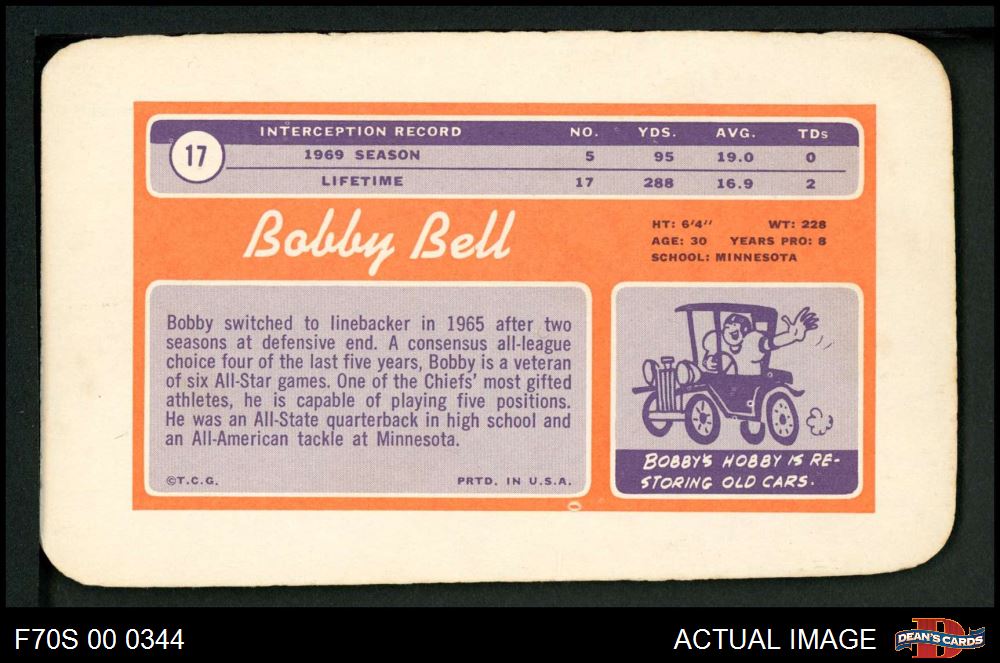 INTERCEPTION RECORD NO. YDS. AVG. TDs
17
1969 SEASON 5 95 19.0 0
LIFETIME 17 288 16.9 2
Bobby Bell
HT: 6'4" WT: 228
AGE: 30 YEARS PRO: 8
SCHOOL: MINNESOTA
Bobby switched to linebacker in 1965 after two
seasons at defensive end. A consensus all-league
choice four of the last five years, Bobby is a veteran
of six All-Star games. One of the Chiefs' most gifted
athletes, he is capable of playing five positions.
He was an All-State quarterback in high school and
an All-American tackle at Minnesota.
©T.C.G. PRTD. IN U.S.A.
BOBBY'S HOBBY IS RE-
STORING OLD CARS.
F70S 00 0344
ACTUAL IMAGE
DEAN'S CARDS